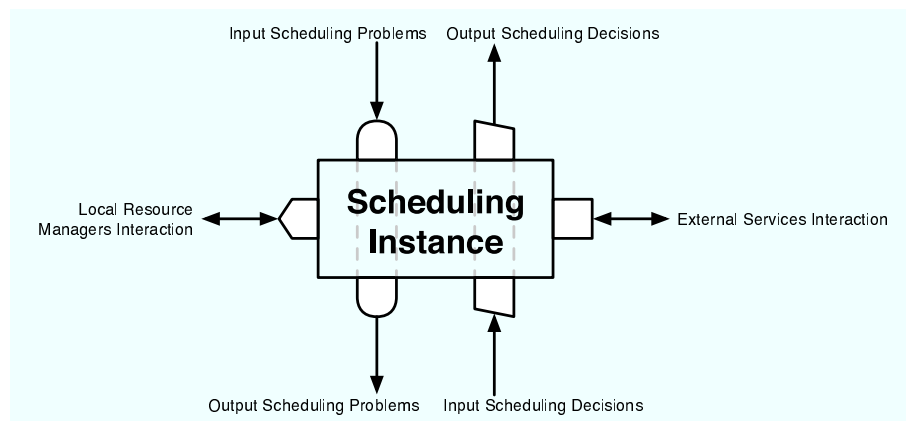 Input Scheduling Problems
Output Scheduling Decisions
Scheduling
Instance
Local Resource
Managers Interaction
External Services Interaction
Output Scheduling Problems
Input Scheduling Decisions